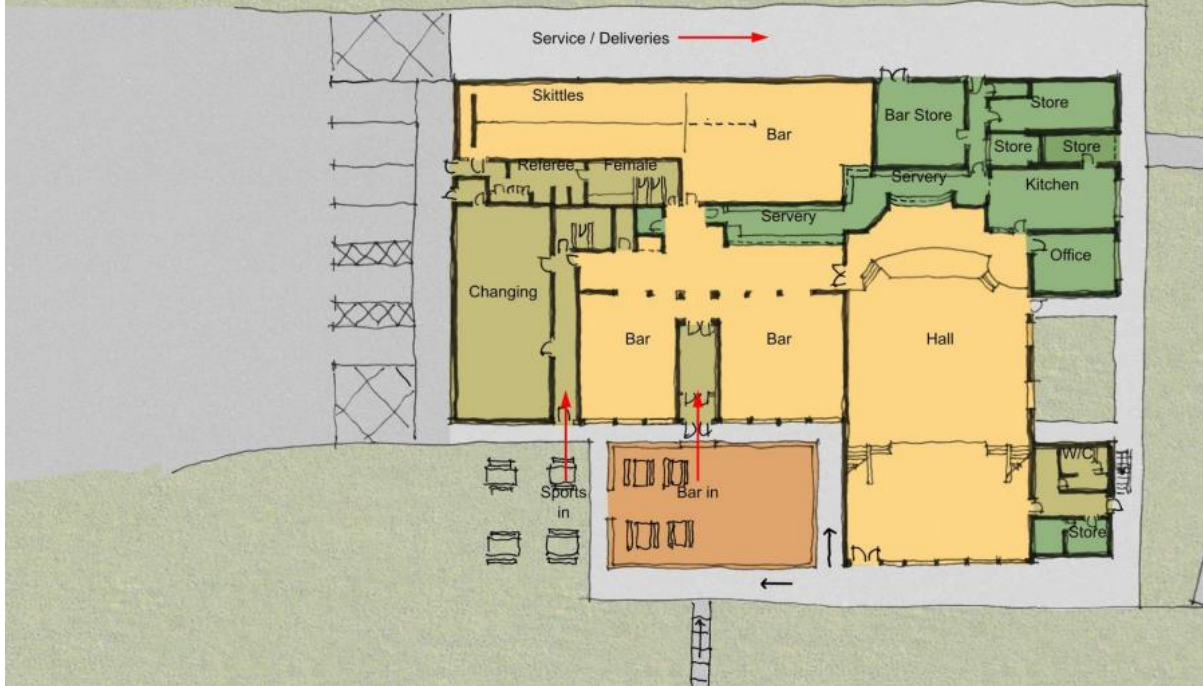 Service / Deliveries
Skittles
Bar
Bar Store
Store
Store
Store
Referee
Female
Servery
Kitchen
Servery
Office
Changing
Bar
Bar
Hall
W/C
Sports
in
Bar in
Store